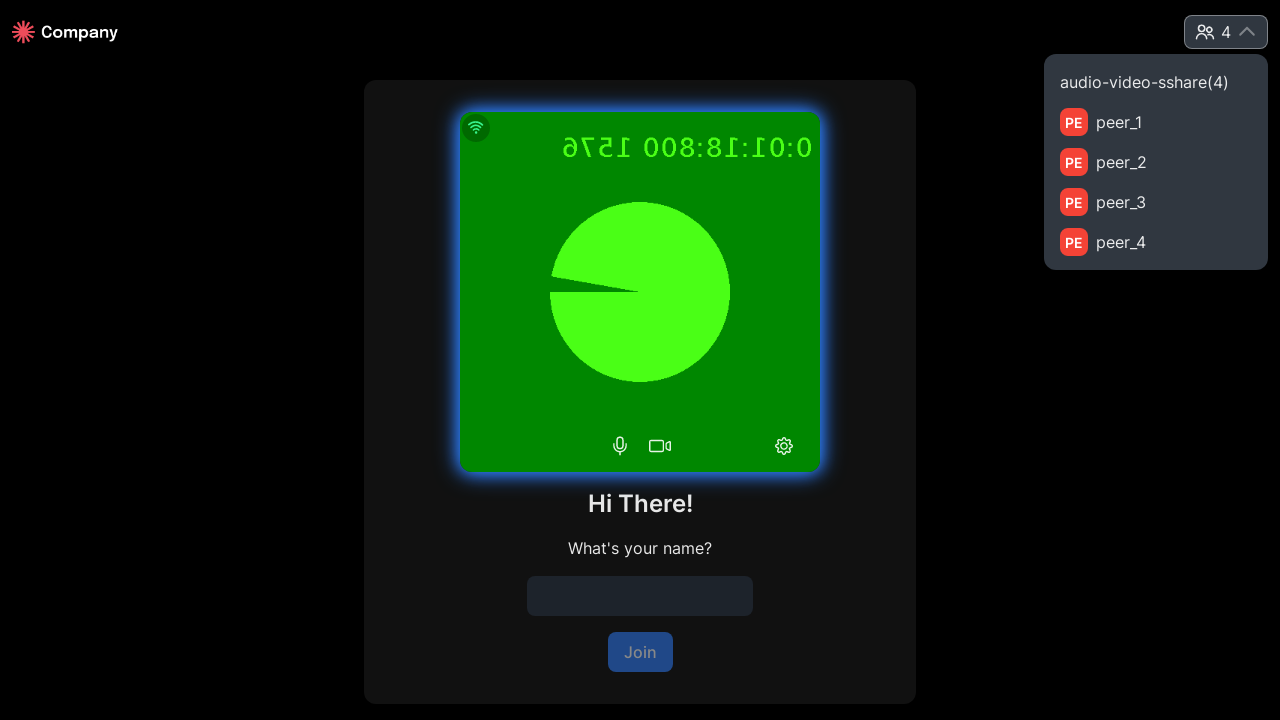 Company
4
audio-video-sshare(4)
PE peer_1
PE peer_2
PE peer_3
PE peer_4
0:01:18:800 1576
Hi There!
What's your name?
Join